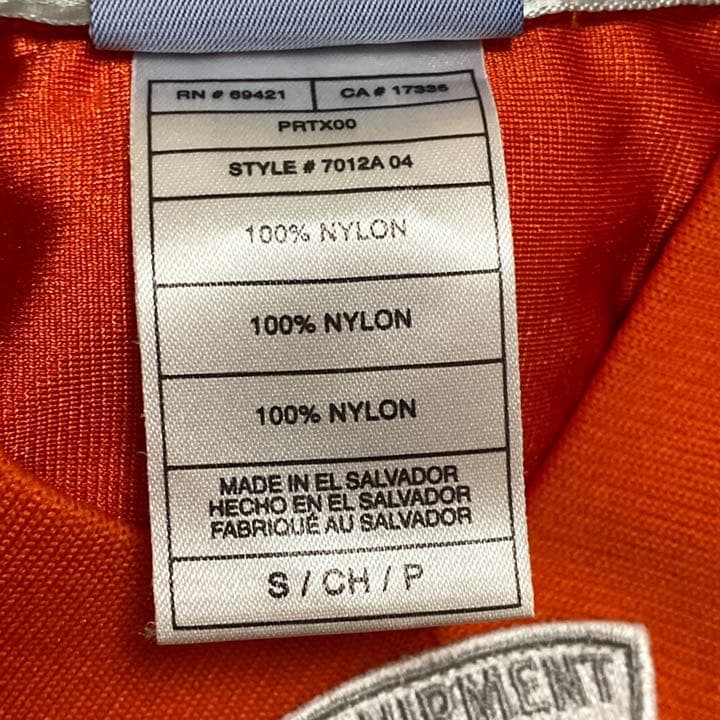 RN # 69421 CA # 17335
PRTX00
STYLE # 7012A 04
100% NYLON
100% NYLON
100% NYLON
MADE IN EL SALVADOR
HECHO EN EL SALVADOR
FABRIQUÉ AU SALVADOR
S / CH / P